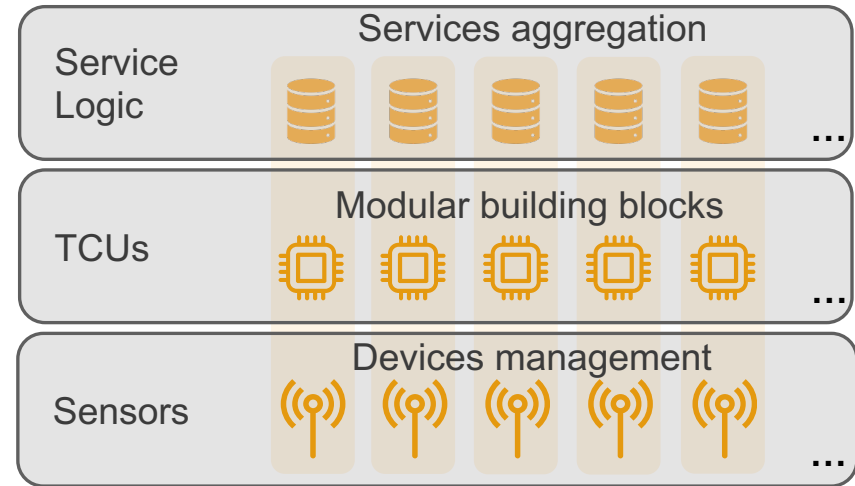 Services aggregation
Service
Logic
...
Modular building blocks
TCUs
...
Devices management
Sensors
...